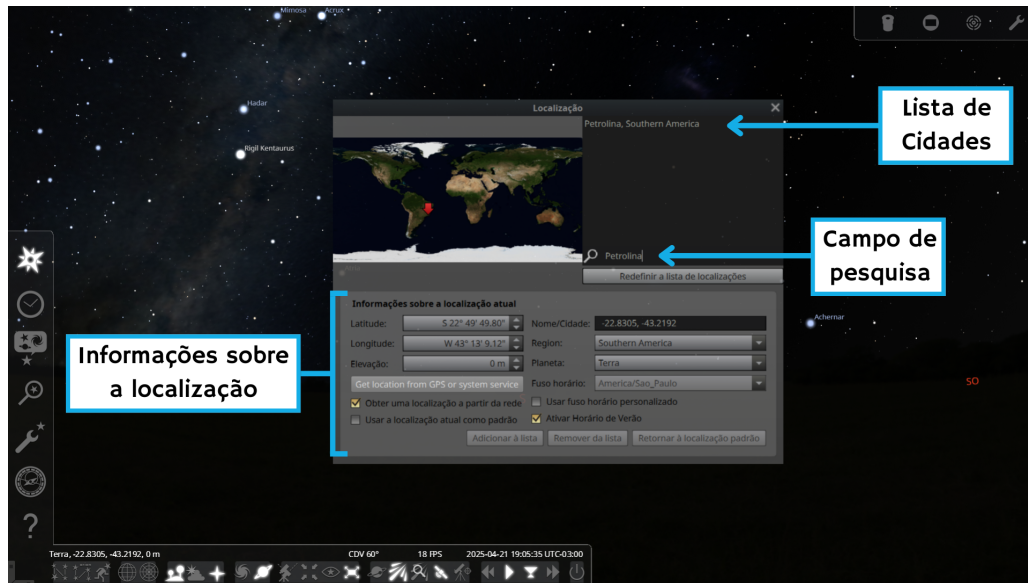 Mimosa
Acrux
Hadar
Rigil Kentaurus
Localização
Petrolina, Southern America
Lista de
Cidades
Petrolina
Campo de
pesquisa
Redefinir a lista de localizações
Achernar
SO
Informações sobre
a localização
Informações sobre a localização atual
Latitude: S 22° 49' 49.80" Nome/Cidade: -22.8305, -43.2192
Longitude: W 43° 13' 9.12" Region: Southern America
Elevação: 0 m Planeta: Terra
Get location from GPS or system service Fuso horário: America/Sao_Paulo
Obter uma localização a partir da rede Usar fuso horário personalizado
Usar a localização atual como padrão Ativar Horário de Verão
Adicionar à lista Remover da lista Retornar à localização padrão
?
Terra, -22.8305, -43.2192, 0 m CDV 60° 18 FPS 2025-04-21 19:05:35 UTC-03:00